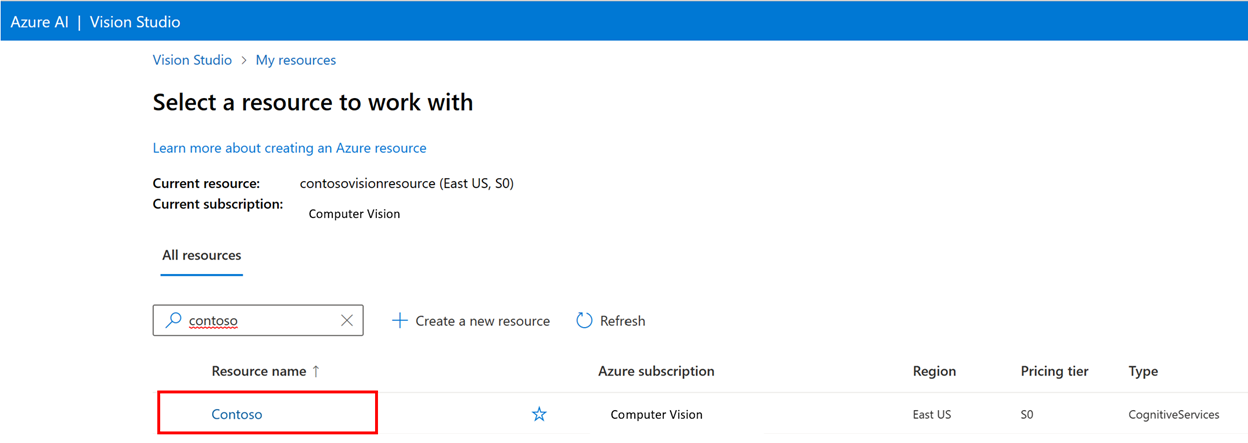 Azure AI | Vision Studio
Vision Studio > My resources
Select a resource to work with
Learn more about creating an Azure resource
Current resource: contosovisionresource (East US, S0)
Current subscription: Computer Vision
All resources
contoso Create a new resource Refresh
Resource name ↑ Azure subscription Region Pricing tier Type
Contoso Computer Vision East US S0 CognitiveServices